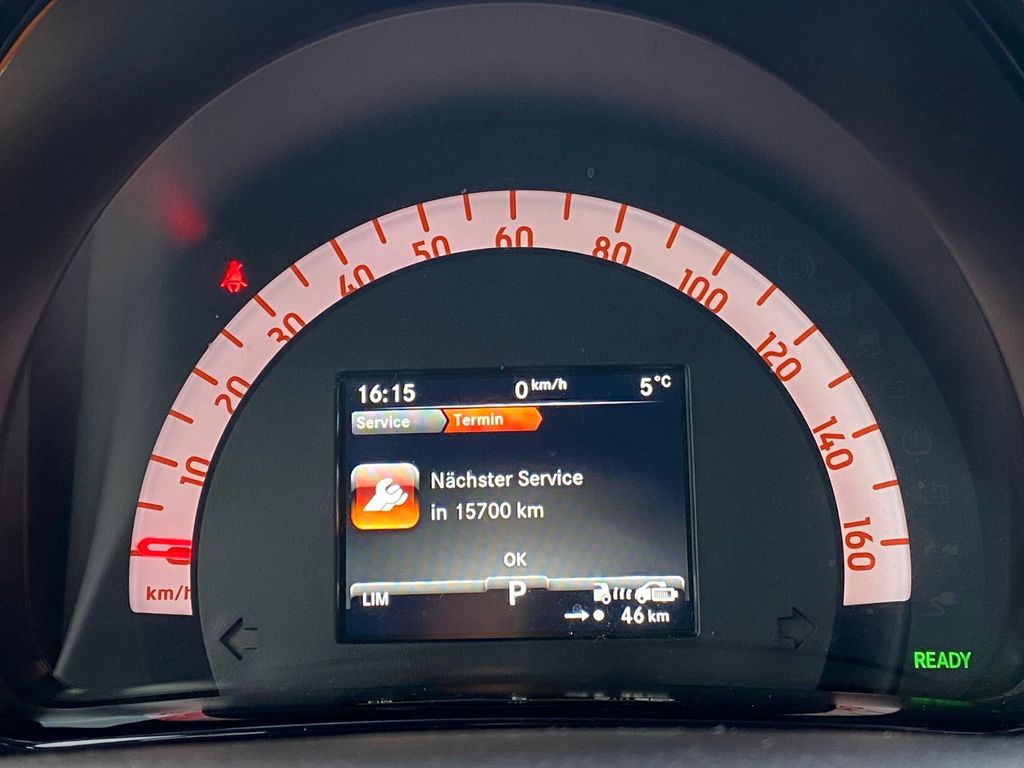 10
20
30
40
50
60
80
100
120
140
160
km/h
16:15 0 km/h 5°C
Service Termin
Nächster Service
in 15700 km
OK
LIM P
46 km
READY